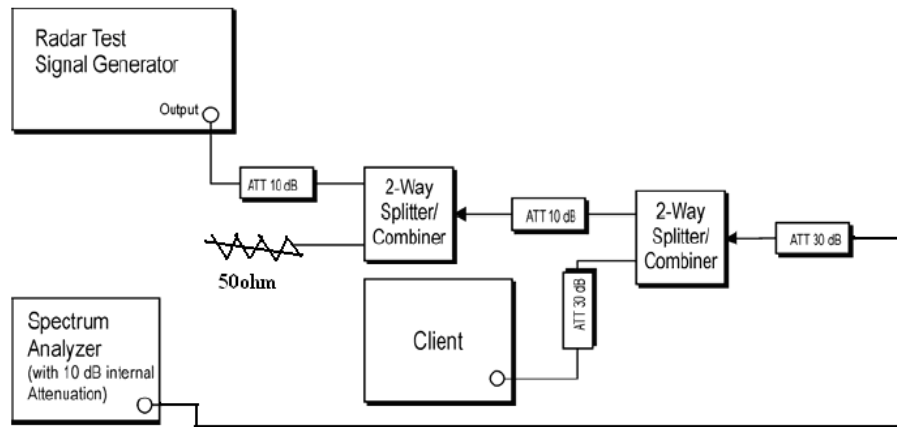 Radar Test
Signal Generator
Output
ATT 10 dB
2-Way
Splitter/
Combiner
ATT 10 dB
2-Way
Splitter/
Combiner
ATT 30 dB
50ohm
ATT 30 dB
Client
Spectrum
Analyzer
(with 10 dB internal
Attenuation)